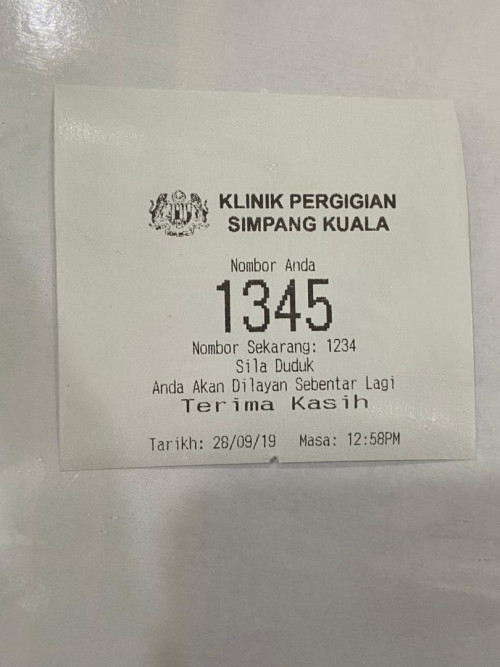 KLINIK PERGIGIAN
SIMPANG KUALA
Nombor Anda
1345
Nombor Sekarang: 1234
Sila Duduk
Anda Akan Dilayan Sebentar Lagi
Terima Kasih
Tarikh: 28/09/19 Masa: 12:58PM